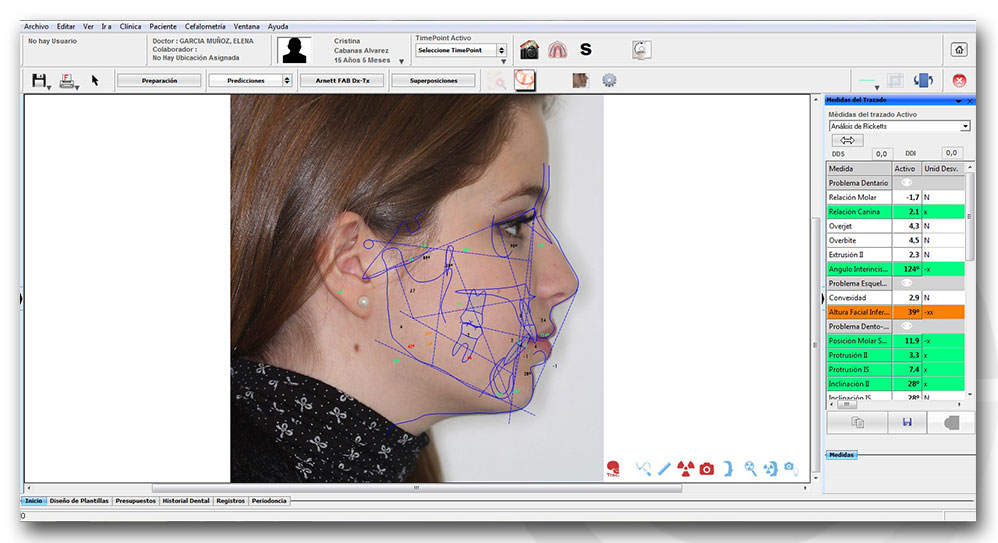 Archivo Editar Ver Ir a Clínica Paciente Cefalometría Ventana Ayuda
No hay Usuario
Doctor : GARCIA MUÑOZ, ELENA
Colaborador :
No Hay Ubicación Asignada
Cristina
Cabanas Alvarez
15 Años 5 Meses
TimePoint Activo
Seleccione TimePoint
S
Preparación
Predicciones
Arnett FAB Dx-Tx
Superposiciones
Medidas del Trazado
Médidas del trazado Activo
Análisis de Ricketts
DDS 0,0 DDI 0,0
Medida Activo Unid Desv.
Problema Dentario
Relación Molar -1,7 N
Relación Canina 2,1 x
Overjet 4,3 N
Overbite 4,5 N
Extrusión II 2,3 N
Angulo Interincis... 124º -x
Problema Esquel...
Convexidad 2,9 N
Altura Facial Infer... 39º -xx
Problema Dento-...
Posición Molar S... 11,9 -x
Protrusión II 3,3 x
Protrusión IS 7,4 x
Inclinación II 28º x
Inclinación IS 28º N
Medidas
Inicio Diseño de Plantillas Presupuestos Historial Dental Registros Periodoncia
0